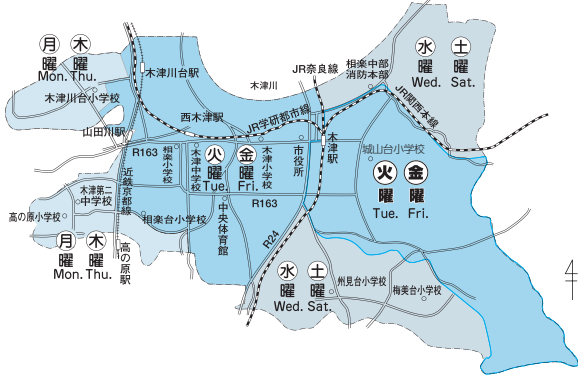 月 木
曜 曜
Mon. Thu.
木津川台小学校
木津川台駅
山田川駅
木津川
西木津駅
JR学研都市線
JR奈良線
相楽中部
消防本部
水 土
曜 曜
Wed. Sat.
JR関西本線
R163
相楽小学校
木津中学校
火 金
曜 曜
Tue. Fri.
木津小学校
市役所
木津駅
城山台小学校
火 金
曜 曜
Tue. Fri.
近鉄京都線
木津第二
中学校
高の原小学校
相楽台小学校
中央体育館
R163
月 木
曜 曜
Mon. Thu.
高の原駅
R24
水 土
曜 曜
Wed. Sat.
州見台小学校
梅美台小学校